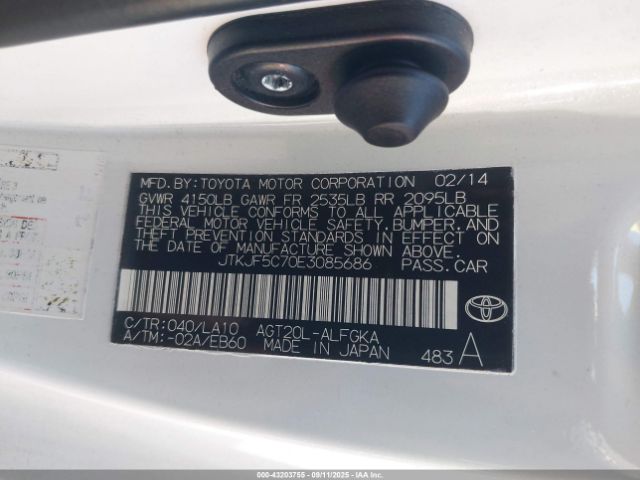 MFD. BY: TOYOTA MOTOR CORPORATION 02/14
GVWR 4150LB GAWR FR 2535LB RR 2095LB
THIS VEHICLE CONFORMS TO ALL APPLICABLE
FEDERAL MOTOR VEHICLE SAFETY, BUMPER, AND
THEFT PREVENTION STANDARDS IN EFFECT ON
THE DATE OF MANUFACTURE SHOWN ABOVE.
JTKJF5C70E3085686 PASS. CAR
C/TR: 040/LA10 AGT20L-ALFGKA
A/TM: -02A/EB60 MADE IN JAPAN 483 A
TOYOTA
000-43203755 - 09/11/2025 - IAAI.COM